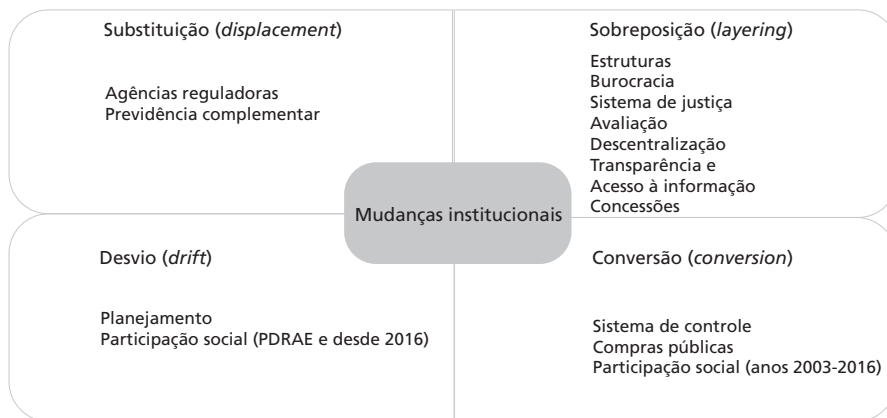 Substituição (displacement)
Agências reguladoras
Previdência complementar
Sobreposição (layering)
Estruturas
Burocracia
Sistema de justiça
Avaliação
Descentralização
Transparência e
Acesso à informação
Concessões
Mudanças institucionais
Desvio (drift)
Planejamento
Participação social (PDRAE e desde 2016)
Conversão (conversion)
Sistema de controle
Compras públicas
Participação social (anos 2003-2016)